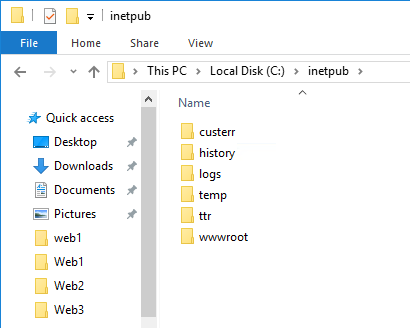 inetpub
File Home Share View
This PC Local Disk (C:) inetpub
Name
Quick access
Desktop
Downloads
Documents
Pictures
web1
Web1
Web2
Web3
custerr
history
logs
temp
ttr
wwwroot